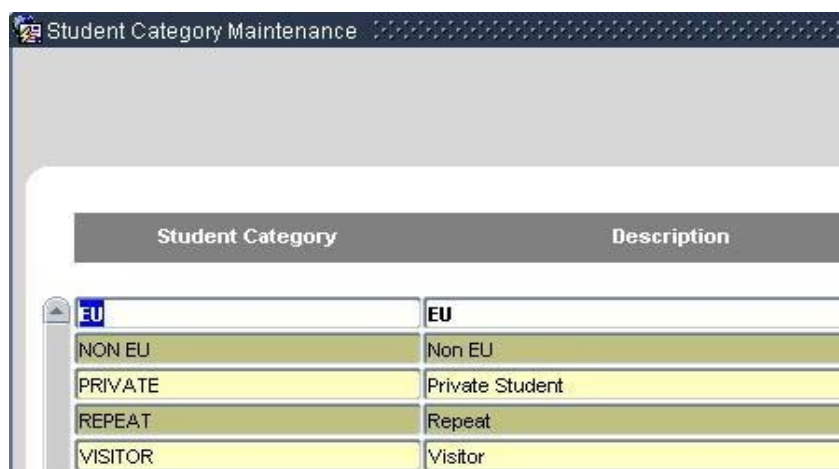 Student Category Maintenance
Student Category Description
EU EU
NON EU Non EU
PRIVATE Private Student
REPEAT Repeat
VISITOR Visitor